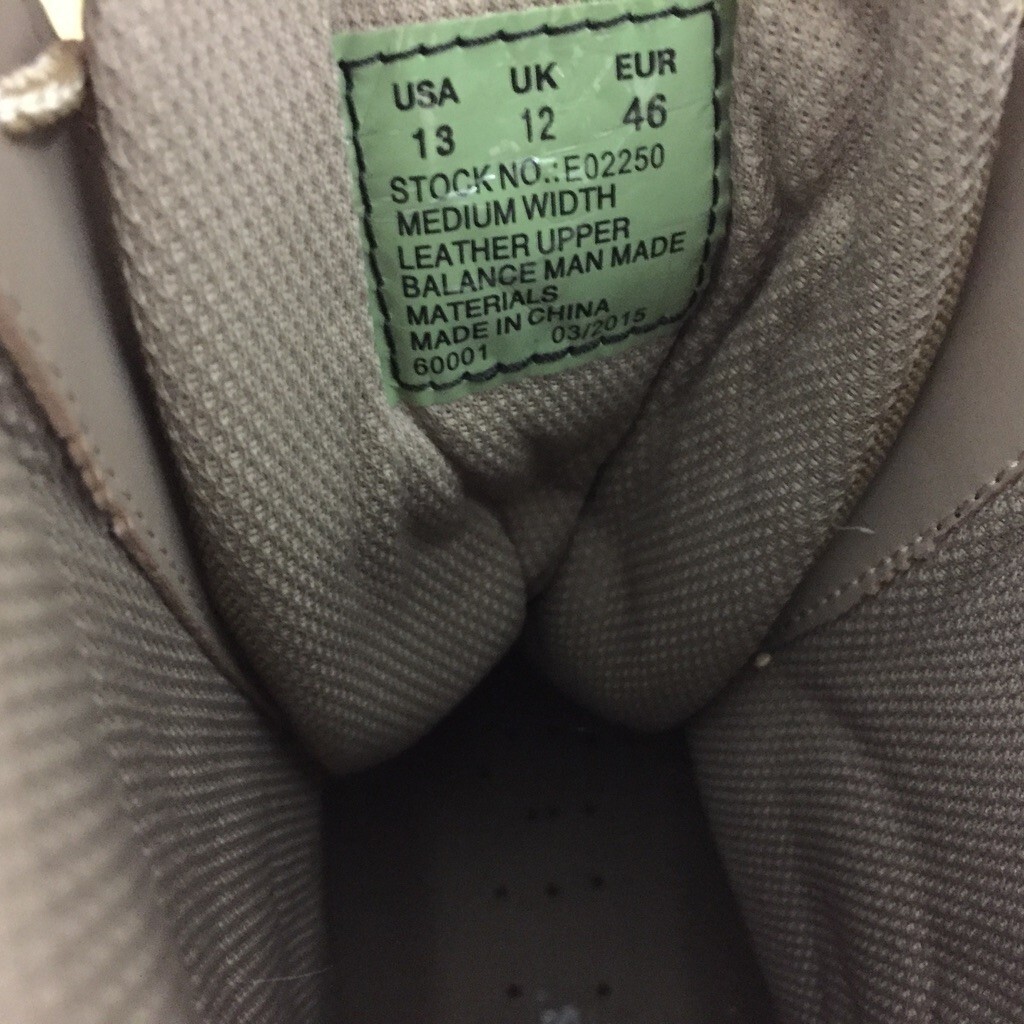 USA UK EUR
13 12 46
STOCK NO.:E02250
MEDIUM WIDTH
LEATHER UPPER
BALANCE MAN MADE
MATERIALS
MADE IN CHINA
60001 03/2015